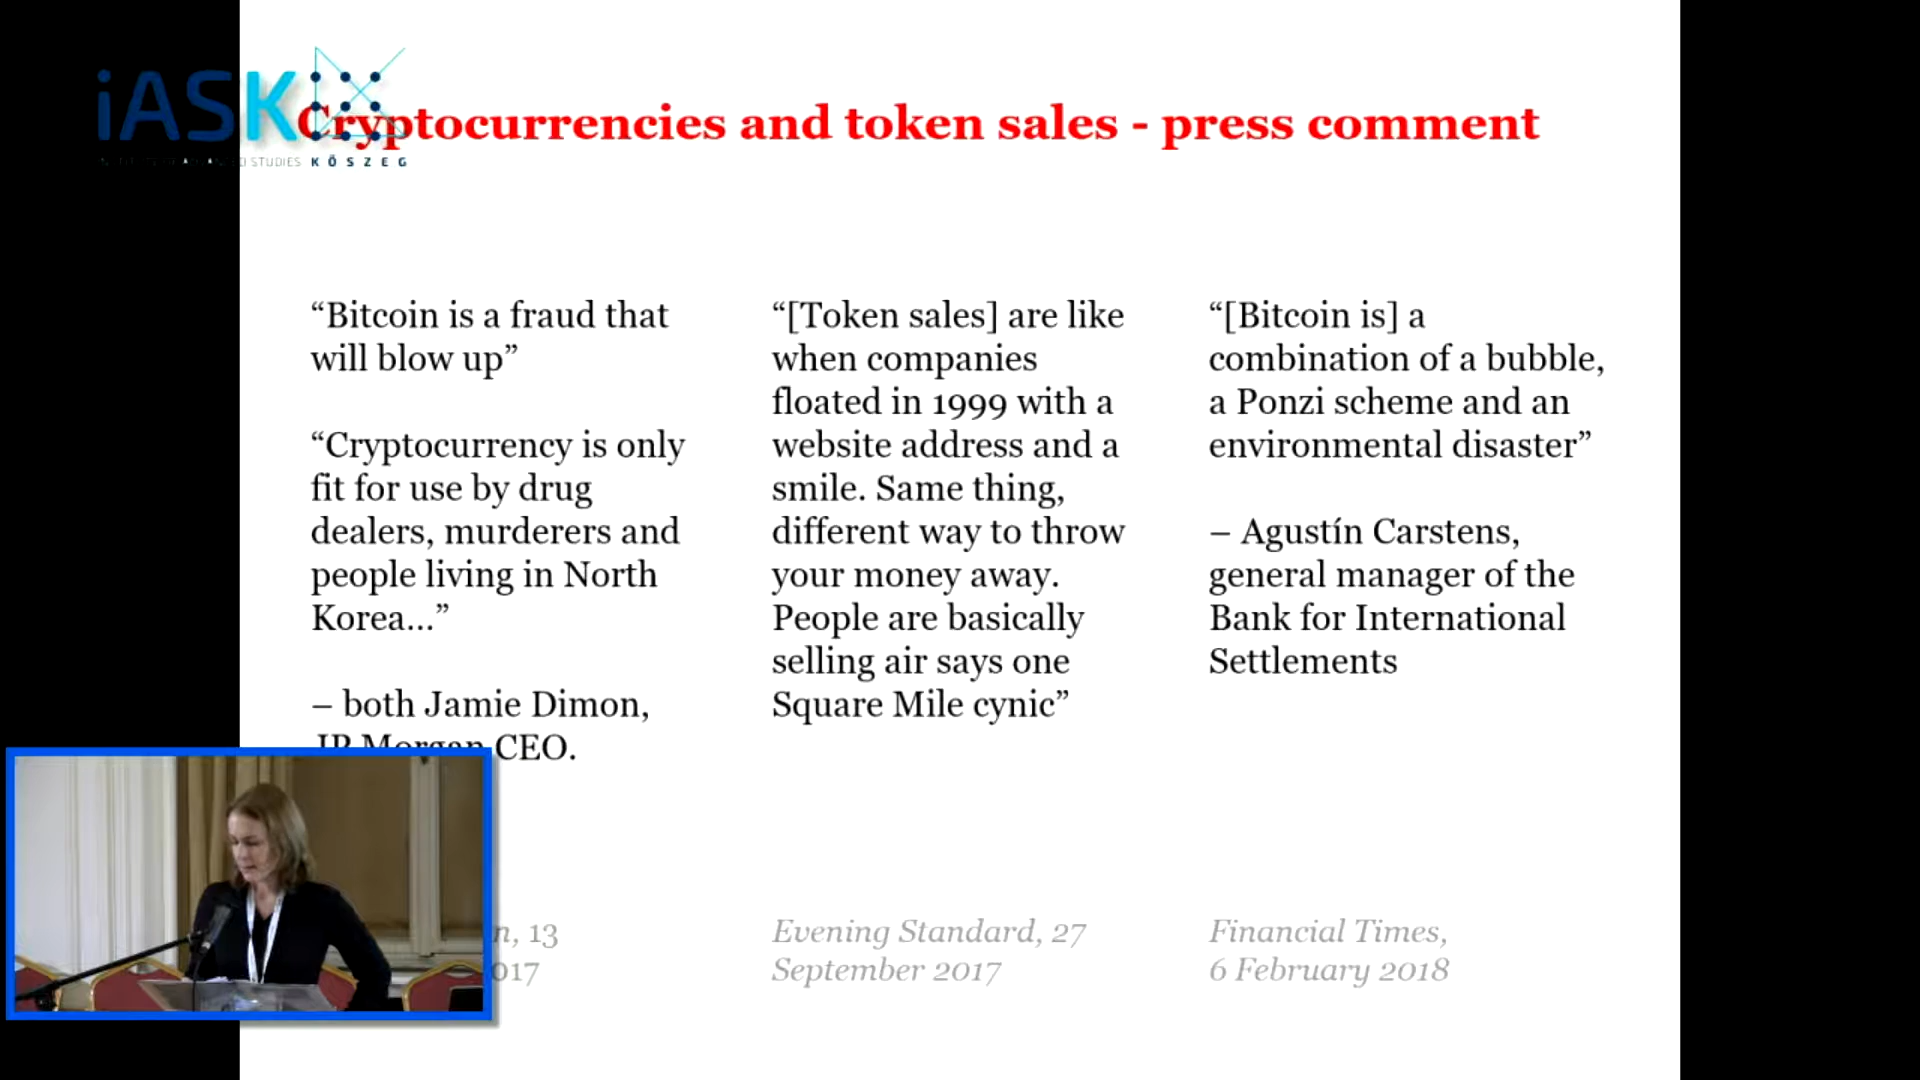 iASK
STUDIES KŐSZEG
Cryptocurrencies and token sales - press comment
“Bitcoin is a fraud that
will blow up”
“Cryptocurrency is only
fit for use by drug
dealers, murderers and
people living in North
Korea...”
– both Jamie Dimon,
JP Morgan CEO.
13
017
“[Token sales] are like
when companies
floated in 1999 with a
website address and a
smile. Same thing,
different way to throw
your money away.
People are basically
selling air says one
Square Mile cynic”
Evening Standard, 27
September 2017
“[Bitcoin is] a
combination of a bubble,
a Ponzi scheme and an
environmental disaster”
– Agustín Carstens,
general manager of the
Bank for International
Settlements
Financial Times,
6 February 2018